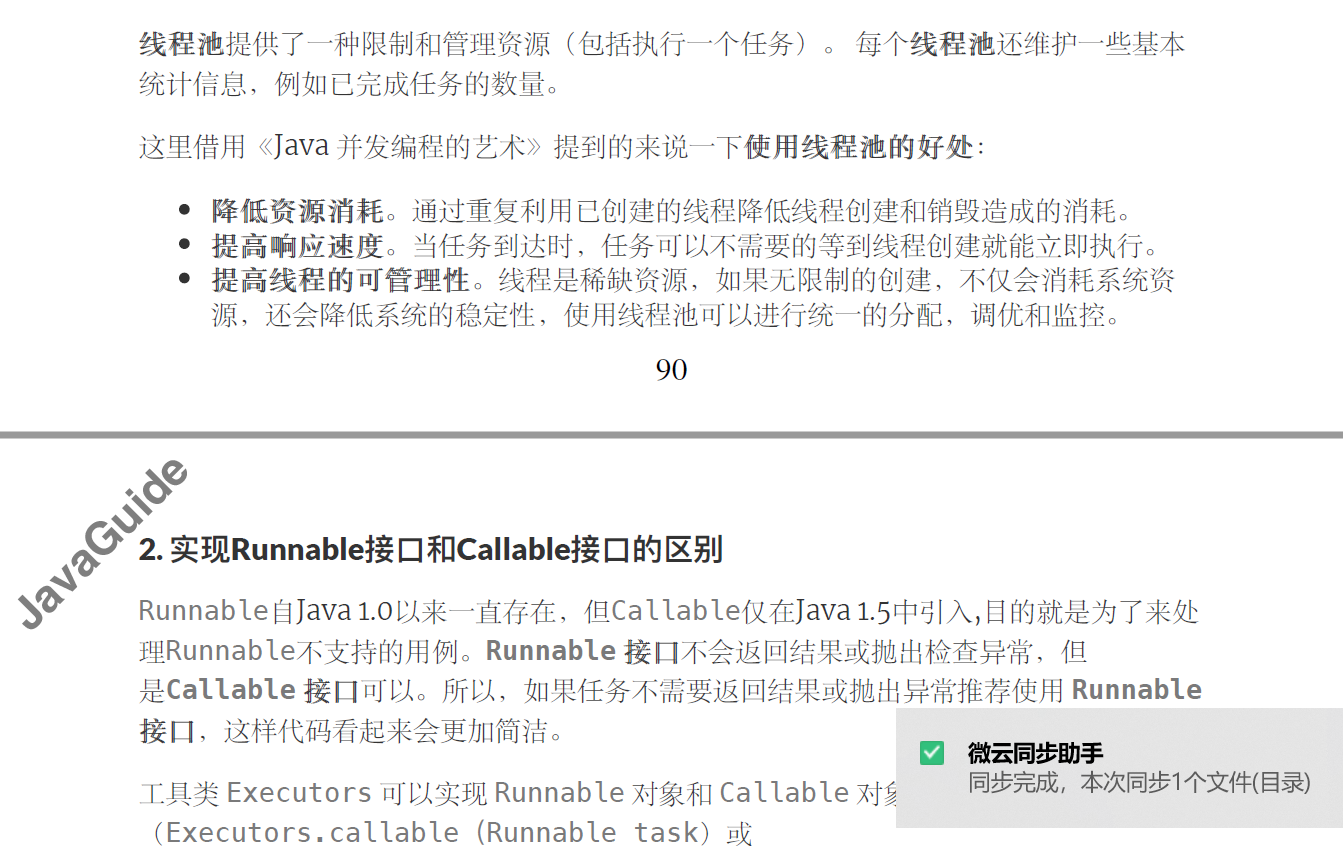 线程池提供了一种限制和管理资源（包括执行一个任务）。 每个线程池还维护一些基本
统计信息，例如已完成任务的数量。
这里借用《Java 并发编程的艺术》提到的来说一下使用线程池的好处：
降低资源消耗。通过重复利用已创建的线程降低线程创建和销毁造成的消耗。
提高响应速度。当任务到达时，任务可以不需要的等到线程创建就能立即执行。
提高线程的可管理性。线程是稀缺资源，如果无限制的创建，不仅会消耗系统资
源，还会降低系统的稳定性，使用线程池可以进行统一的分配，调优和监控。
90
JavaGuide
2. 实现Runnable接口和Callable接口的区别
Runnable自Java 1.0以来一直存在，但Callable仅在Java 1.5中引入,目的就是为了来处
理Runnable不支持的用例。Runnable 接口不会返回结果或抛出检查异常，但
是Callable 接口可以。所以，如果任务不需要返回结果或抛出异常推荐使用 Runnable
接口，这样代码看起来会更加简洁。
工具类 Executors 可以实现 Runnable 对象和 Callable 对
（Executors.callable（Runnable task）或
微云同步助手
同步完成，本次同步1个文件(目录)